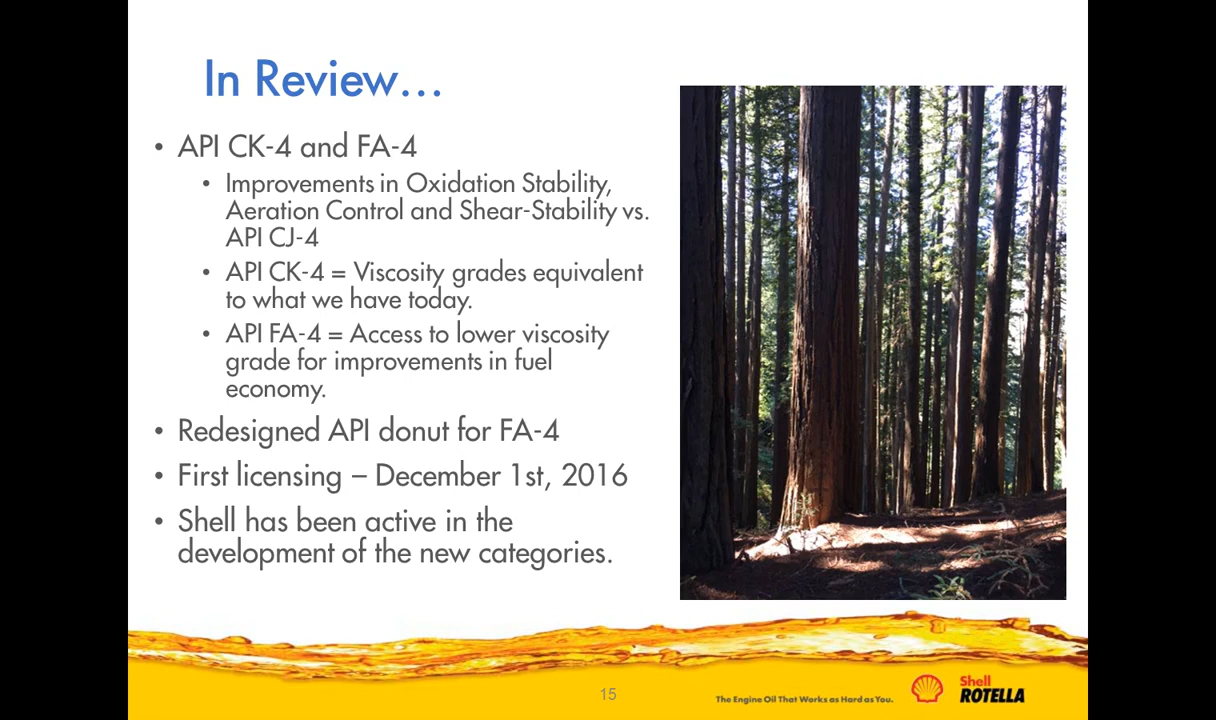 In Review…
• API CK-4 and FA-4
• Improvements in Oxidation Stability,
Aeration Control and Shear-Stability vs.
API CJ-4
• API CK-4 = Viscosity grades equivalent
to what we have today.
• API FA-4 = Access to lower viscosity
grade for improvements in fuel
economy.
• Redesigned API donut for FA-4
• First licensing – December 1st, 2016
• Shell has been active in the
development of the new categories.
15
The Engine Oil That Works as Hard as You.
Shell
ROTELLA